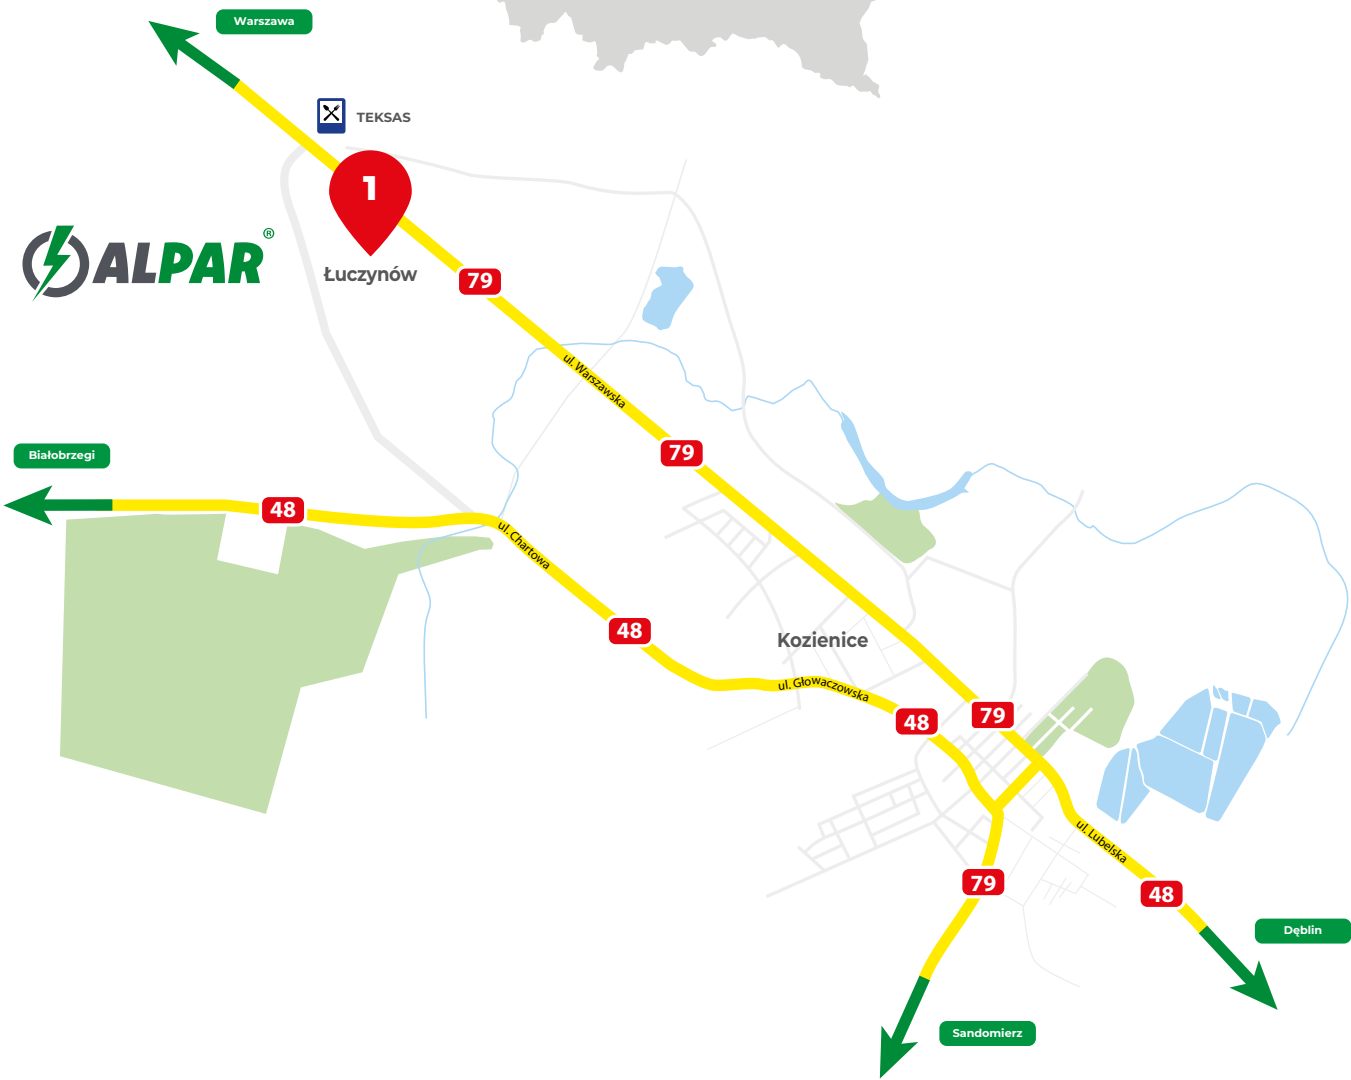 Warszawa
TEKSAS
1
ALPAR®
Łuczynów
79
ul. Warszawska
79
Białobrzegi
48
ul. Chartowa
48
Kozienice
ul. Głowaczowska
48
79
ul. Lubelska
79
48
Dęblin
Sandomierz